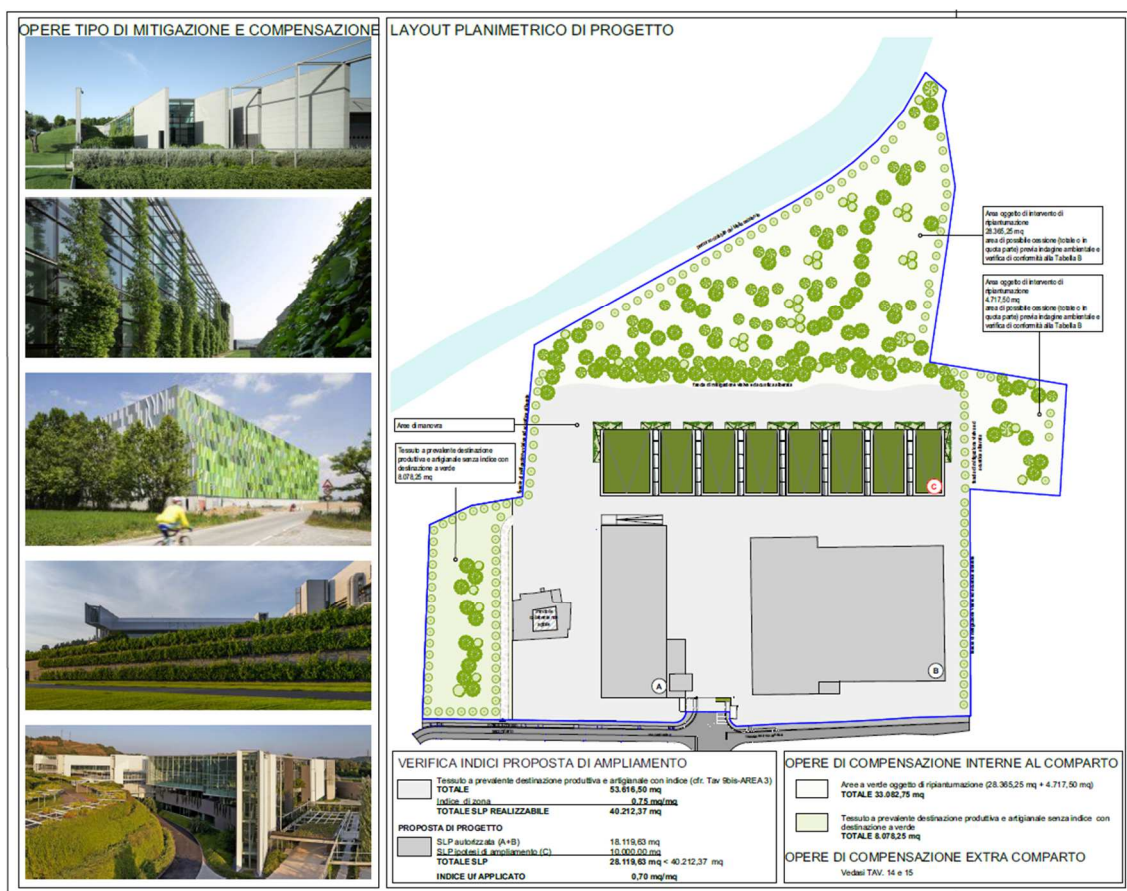 OPERE TIPO DI MITIGAZIONE E COMPENSAZIONE
LAYOUT PLANIMETRICO DI PROGETTO
Area oggetto di intervento di
ripiantumazione
28.365,25 mq
area di possibile cessione (totale o in
quota parte) previa indagine ambientale e
verifica di conformità alla Tabella B
Area oggetto di intervento di
ripiantumazione
4.717,50 mq
area di possibile cessione (totale o in
quota parte) previa indagine ambientale e
verifica di conformità alla Tabella B
Aree di manovra
Tessuto a prevalente destinazione
produttiva e artigianale senza indice con
destinazione a verde
8.078,25 mq
C
A
B
VERIFICA INDICI PROPOSTA DI AMPLIAMENTO
Tessuto a prevalente destinazione produttiva e artigianale con indice (cfr. Tav 9bis-AREA 3)
TOTALE 53.616,50 mq
Indice di zona 0,75 mq/mq
TOTALE SLP REALIZZABILE 40.212,37 mq
PROPOSTA DI PROGETTO
SLP autorizzata (A+B) 18.119,63 mq
SLP ipotesi di ampliamento (C) 10.000,00 mq
TOTALE SLP 28.119,63 mq < 40.212,37 mq
INDICE Uf APPLICATO 0,70 mq/mq
OPERE DI COMPENSAZIONE INTERNE AL COMPARTO
Area a verde oggetto di ripiantumazione (28.365,25 mq + 4.717,50 mq)
TOTALE 33.082,75 mq
Tessuto a prevalente destinazione produttiva e artigianale senza indice con
destinazione a verde
TOTALE 8.078,25 mq
OPERE DI COMPENSAZIONE EXTRA COMPARTO
Vedasi TAV. 14 e 15